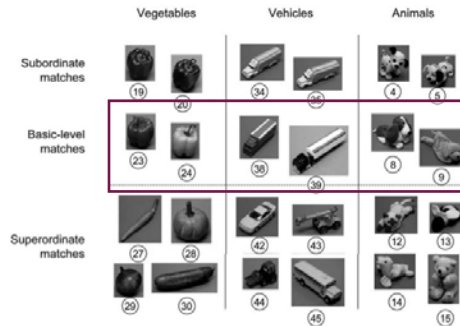 Vegetables Vehicles Animals
Subordinate
matches
19 20 34 35 4 5
Basic-level
matches
23 24 38 39 8 9
Superordinate
matches
27 28 42 43 12 13
29 30 44 45 14 15